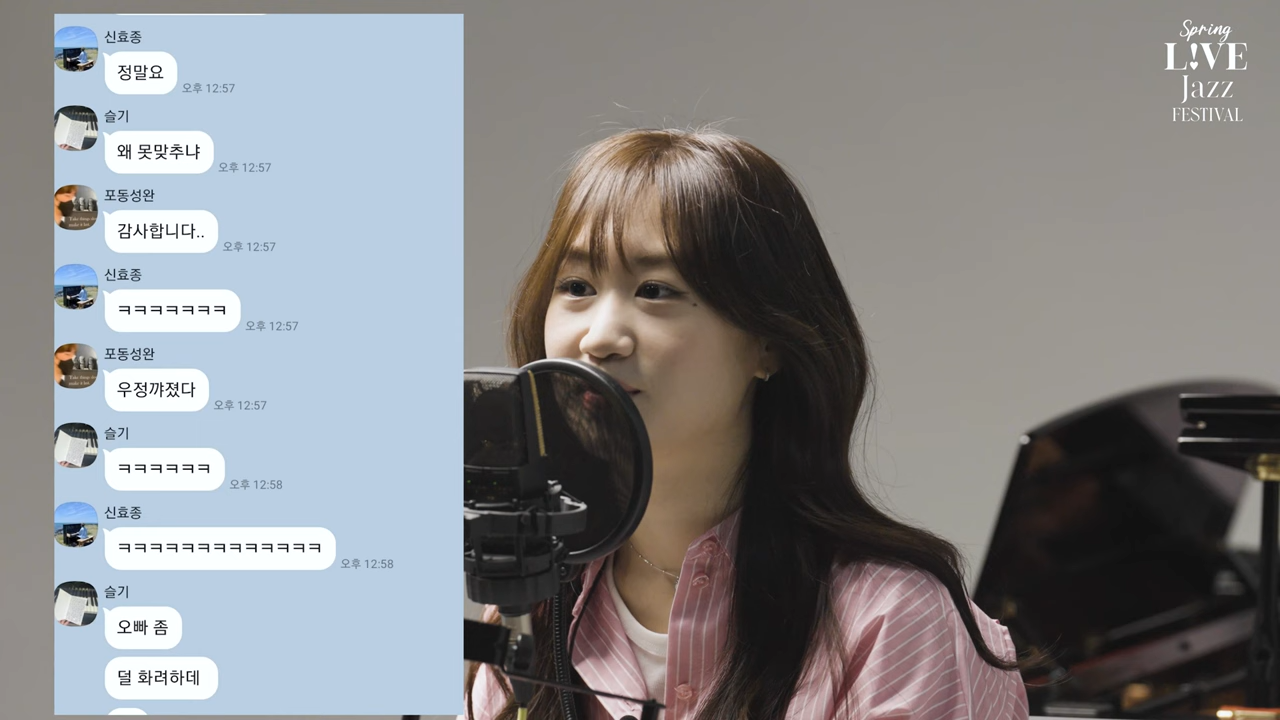 신효종
정말요
오후 12:57
슬기
왜 못맞추냐
오후 12:57
포동성완
감사합니다..
오후 12:57
신효종
ㅋㅋㅋㅋㅋㅋㅋ
오후 12:57
포동성완
우정꺄졌다
오후 12:57
슬기
ㅋㅋㅋㅋㅋㅋ
오후 12:58
신효종
ㅋㅋㅋㅋㅋㅋㅋㅋㅋㅋㅋㅋㅋ
오후 12:58
슬기
오빠 좀
덜 화려하데
Spring
L!VE
Jazz
FESTIVAL